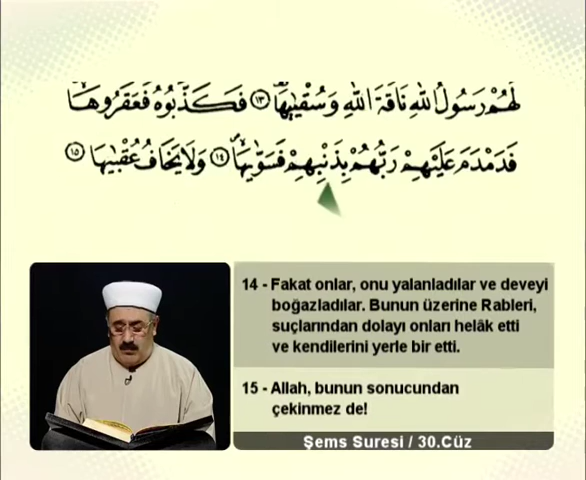 لَهُمْ رَسُولُ اللّٰهِ نَاقَةَ اللّٰهِ وَسُقْيٰيهَاۜ ﴿١٣﴾ فَكَذَّبُوهُ فَعَقَرُوهَاۙ
فَدَمْدَمَ عَلَيْهِمْ رَبُّهُمْ بِذَنْبِهِمْ فَسَوّٰيهَاۙ ﴿١٤﴾ وَلَا يَخَافُ عُقْبٰيهَا ﴿١٥﴾
14 - Fakat onlar, onu yalanladılar ve deveyi
boğazladılar. Bunun üzerine Rableri,
suçlarından dolayı onları helâk etti
ve kendilerini yerle bir etti.
15 - Allah, bunun sonucundan
çekinmez de!
Şems Suresi / 30.Cüz